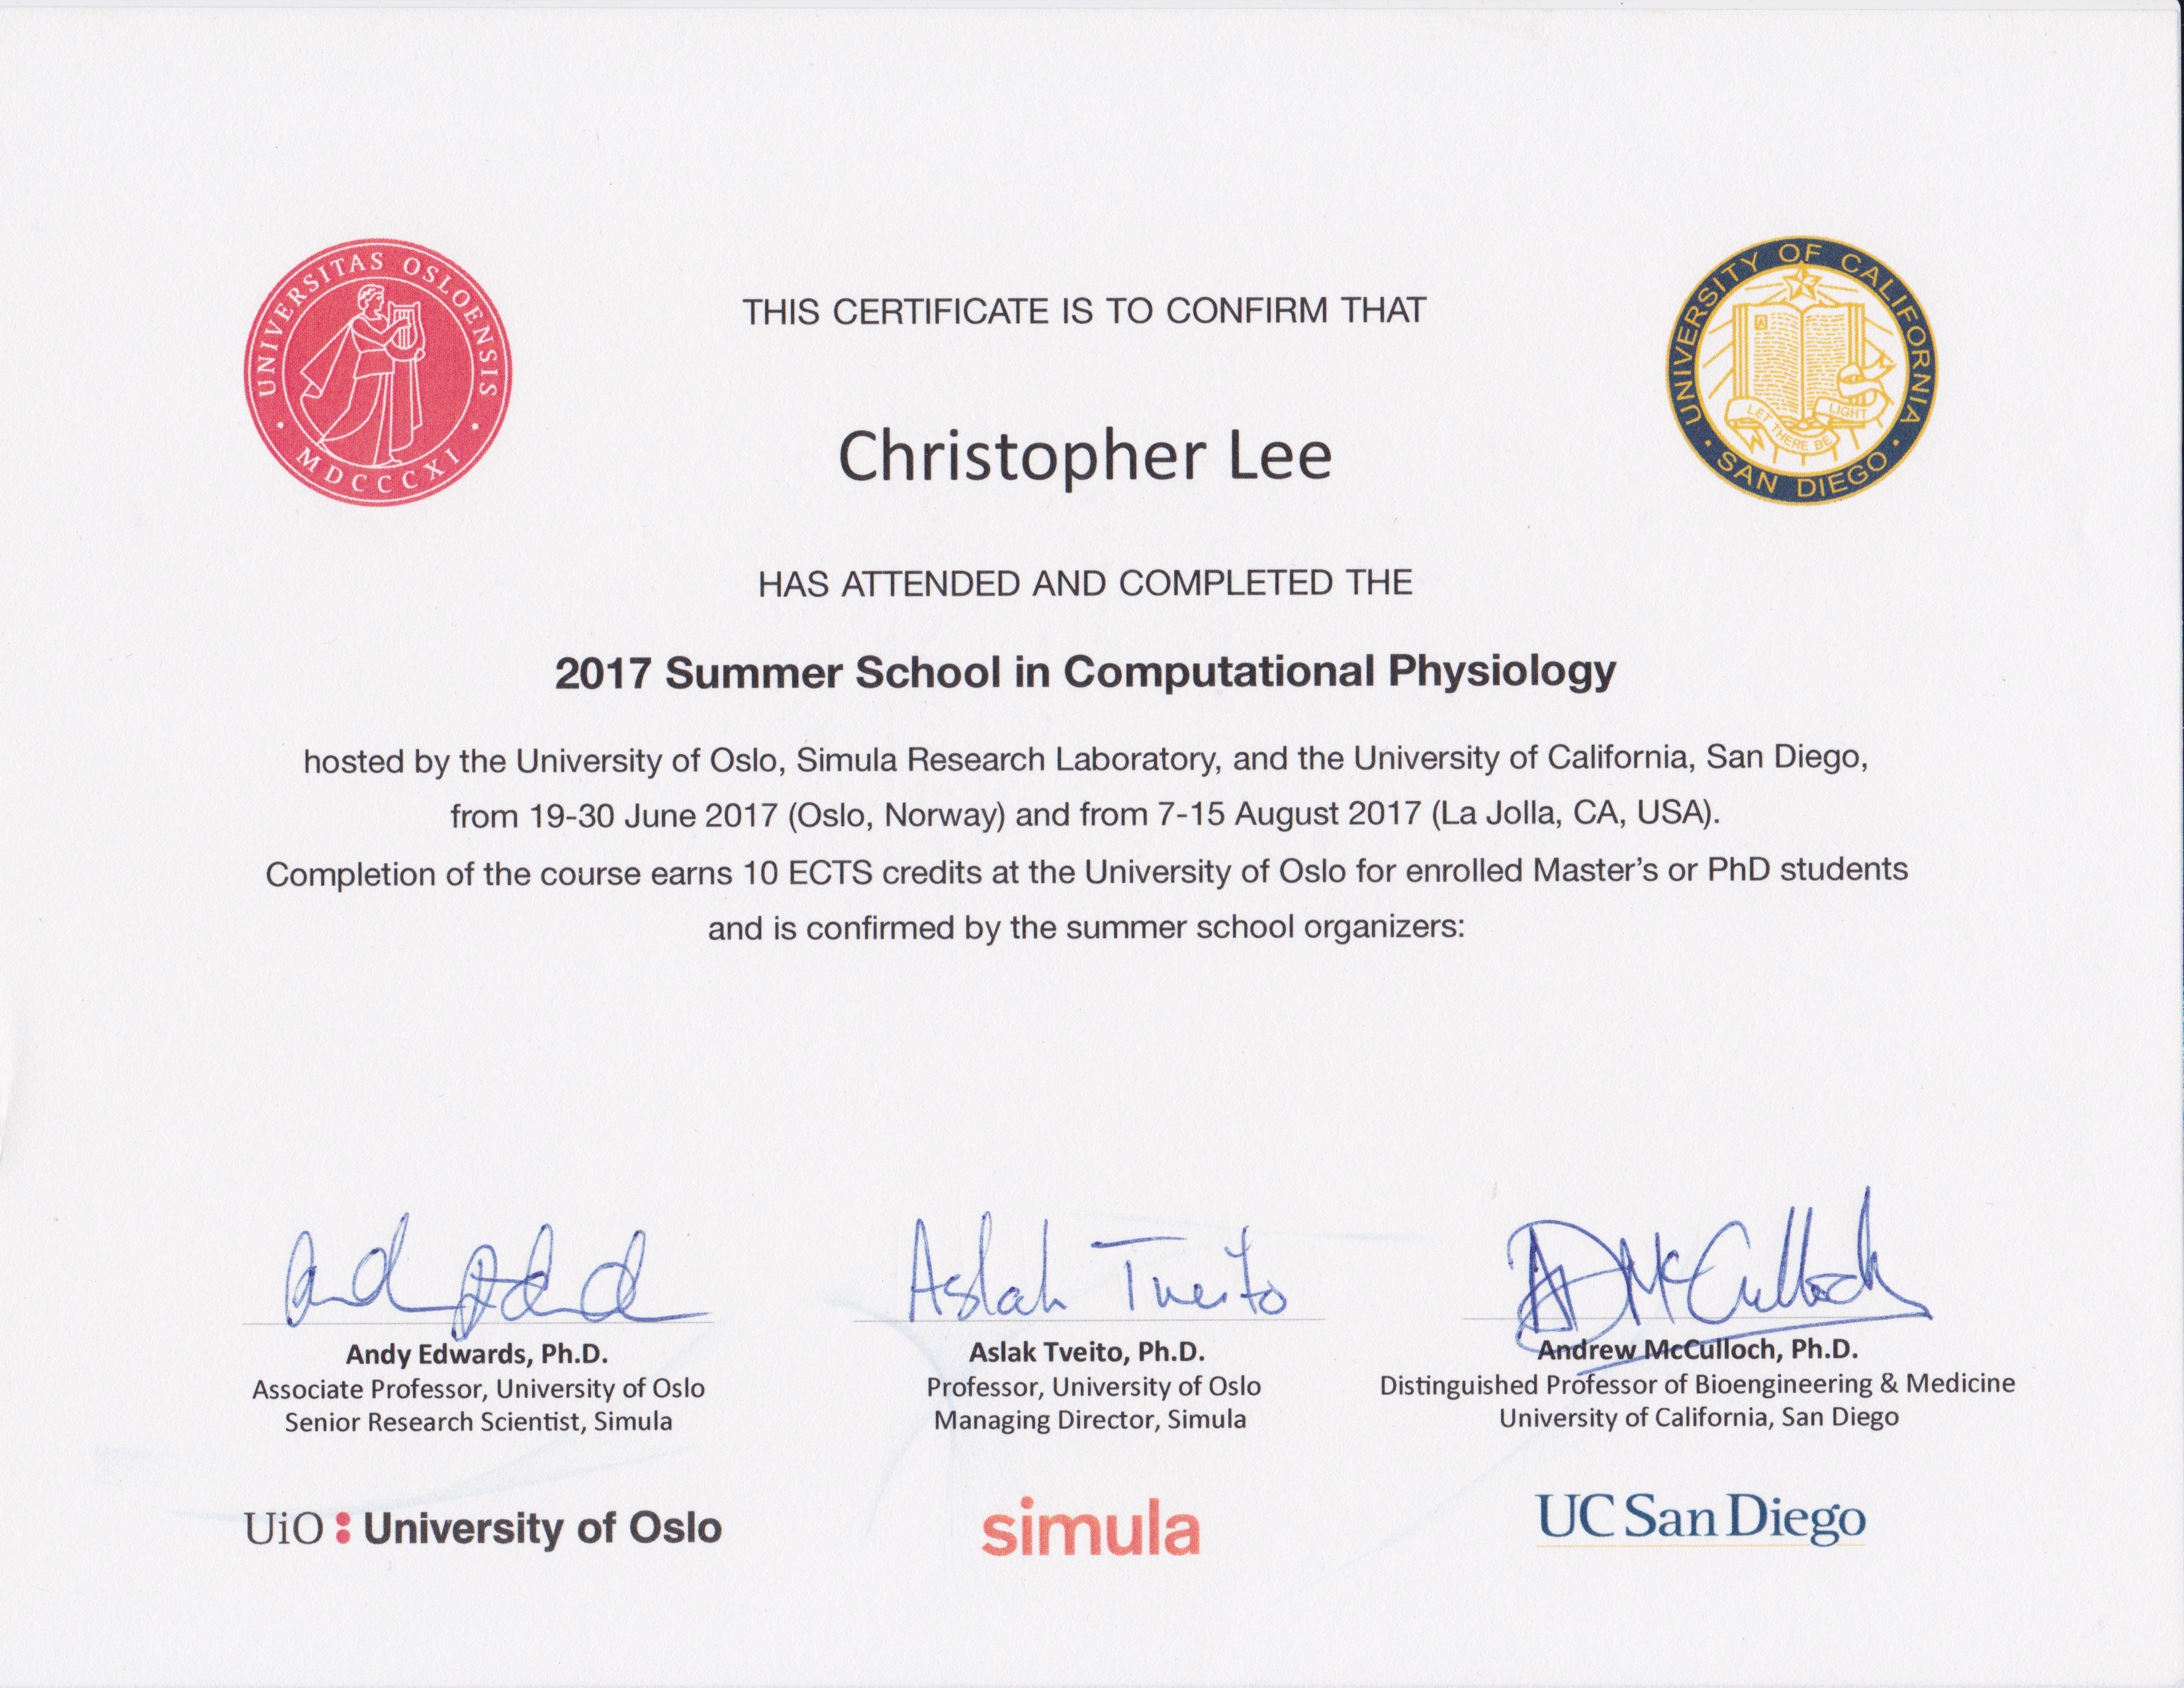 UNIVERSITAS OSLOENSIS
MDCCCXI
UNIVERSITY OF CALIFORNIA
SAN DIEGO
A
LET THERE BE LIGHT
THIS CERTIFICATE IS TO CONFIRM THAT
Christopher Lee
HAS ATTENDED AND COMPLETED THE
2017 Summer School in Computational Physiology
hosted by the University of Oslo, Simula Research Laboratory, and the University of California, San Diego,
from 19-30 June 2017 (Oslo, Norway) and from 7-15 August 2017 (La Jolla, CA, USA).
Completion of the course earns 10 ECTS credits at the University of Oslo for enrolled Master's or PhD students
and is confirmed by the summer school organizers:
Aslak Tveito
AD McCulloch
Andy Edwards, Ph.D.
Associate Professor, University of Oslo
Senior Research Scientist, Simula
Aslak Tveito, Ph.D.
Professor, University of Oslo
Managing Director, Simula
Andrew McCulloch, Ph.D.
Distinguished Professor of Bioengineering & Medicine
University of California, San Diego
UiO : University of Oslo
simula
UC San Diego